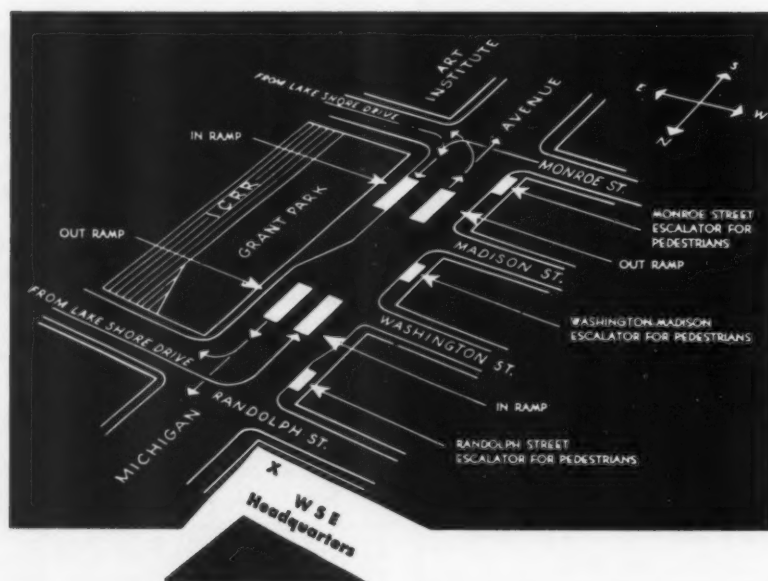 ART
INSTITUTE
AVENUE
S
E
W
N
FROM LAKE SHORE DRIVE
IN RAMP
MONROE ST.
I.C.R.R.
GRANT PARK
MONROE STREET
ESCALATOR FOR
PEDESTRIANS
OUT RAMP
MADISON ST.
OUT RAMP
FROM LAKE SHORE DRIVE
WASHINGTON-MADISON
ESCALATOR FOR PEDESTRIANS
WASHINGTON ST.
IN RAMP
MICHIGAN
RANDOLPH ST.
RANDOLPH STREET
ESCALATOR FOR PEDESTRIANS
X
WSE
Headquarters